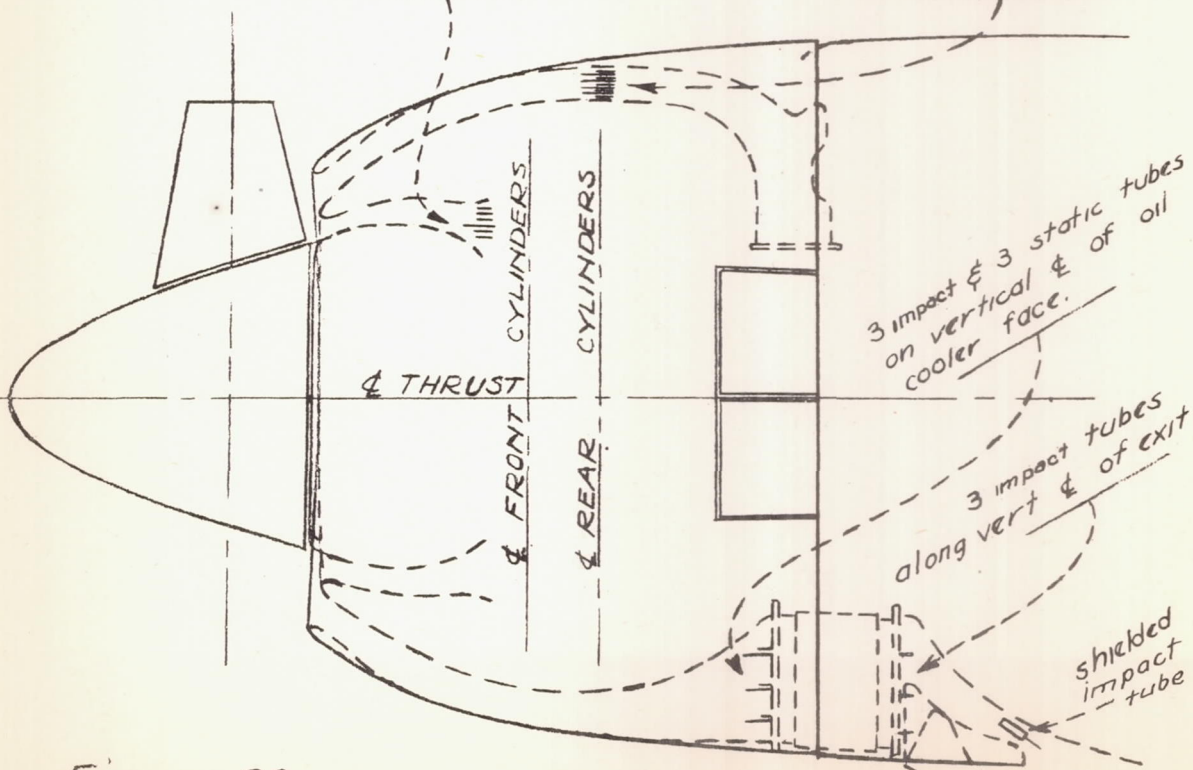 ℄ THRUST
℄ FRONT CYLINDERS
℄ REAR CYLINDERS
3 impact & 3 static tubes
on vertical ℄ of oil
cooler face.
3 impact tubes
along vert ℄ of exit
shielded
impact
tube